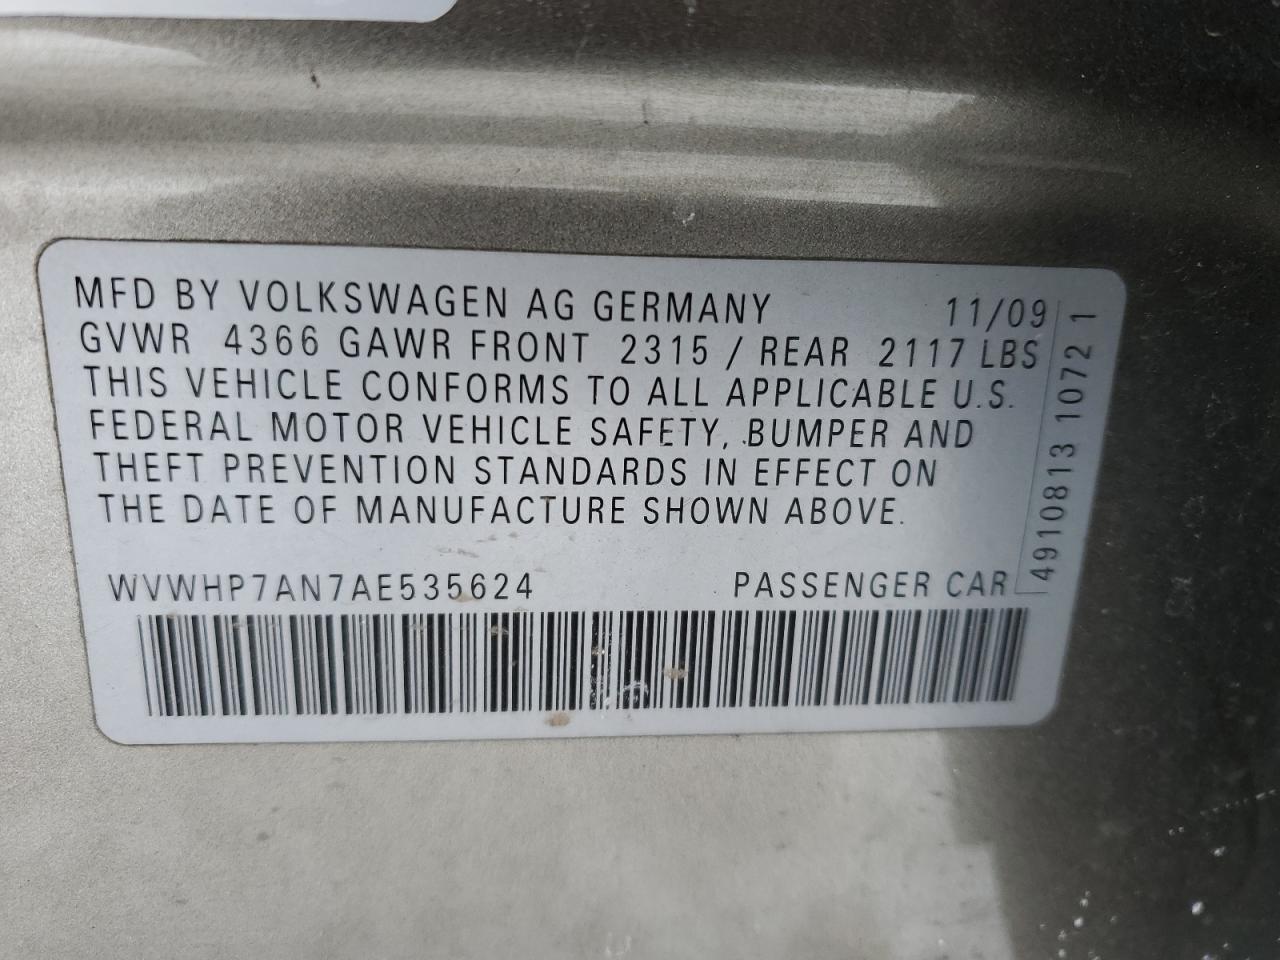 MFD BY VOLKSWAGEN AG GERMANY 11/09
GVWR 4366 GAWR FRONT 2315 / REAR 2117 LBS
THIS VEHICLE CONFORMS TO ALL APPLICABLE U.S.
FEDERAL MOTOR VEHICLE SAFETY, BUMPER AND
THEFT PREVENTION STANDARDS IN EFFECT ON
THE DATE OF MANUFACTURE SHOWN ABOVE.
WVWHP7AN7AE535624 PASSENGER CAR
49108813 1072 1